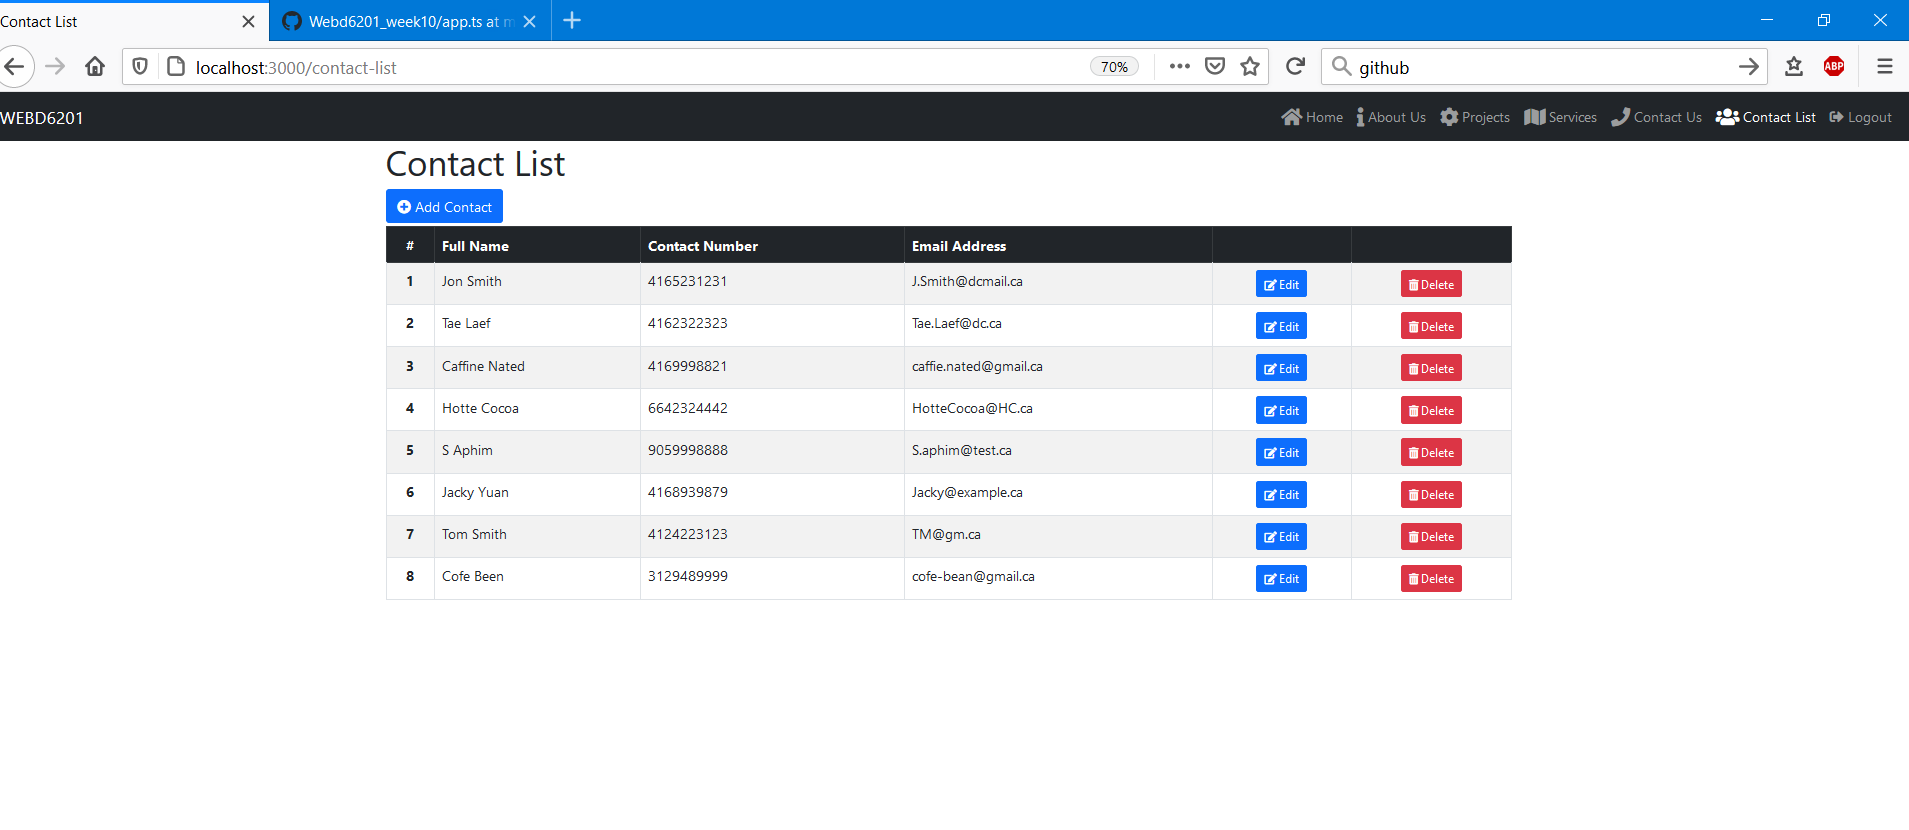 Contact List
Webd6201_week10/app.ts at m
localhost:3000/contact-list
70%
github
ABP
WEBD6201
Home About Us Projects Services Contact Us Contact List Logout
Contact List
Add Contact
# Full Name Contact Number Email Address
1 Jon Smith 4165231231 J.Smith@dcmail.ca Edit Delete
2 Tae Laef 4162322323 Tae.Laef@dc.ca Edit Delete
3 Caffine Nated 4169998821 caffie.nated@gmail.ca Edit Delete
4 Hotte Cocoa 6642324442 HotteCocoa@HC.ca Edit Delete
5 S Aphim 9059998888 S.aphim@test.ca Edit Delete
6 Jacky Yuan 4168939879 Jacky@example.ca Edit Delete
7 Tom Smith 4124223123 TM@gm.ca Edit Delete
8 Cofe Been 3129489999 cofe-bean@gmail.ca Edit Delete